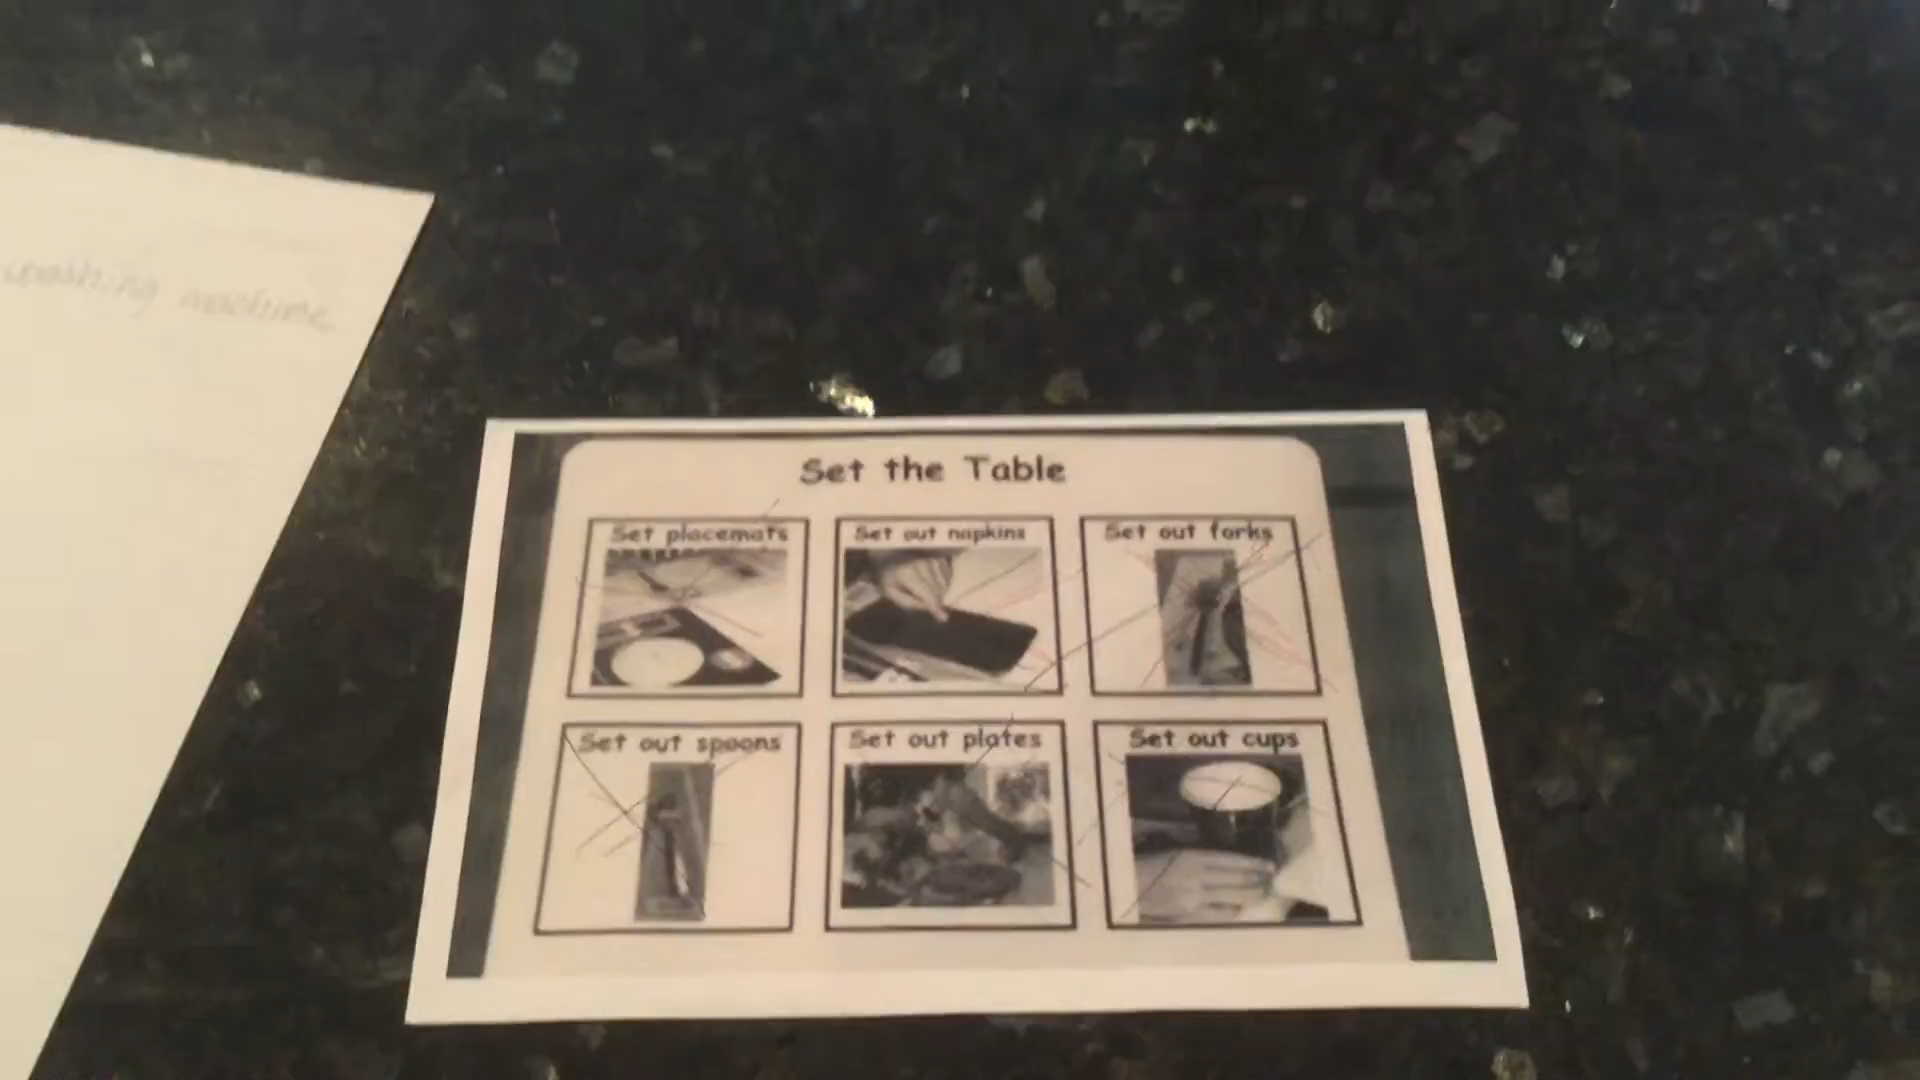 washing machine
Set the Table
Set placemats
Set out napkins
Set out forks
Set out spoons
Set out plates
Set out cups